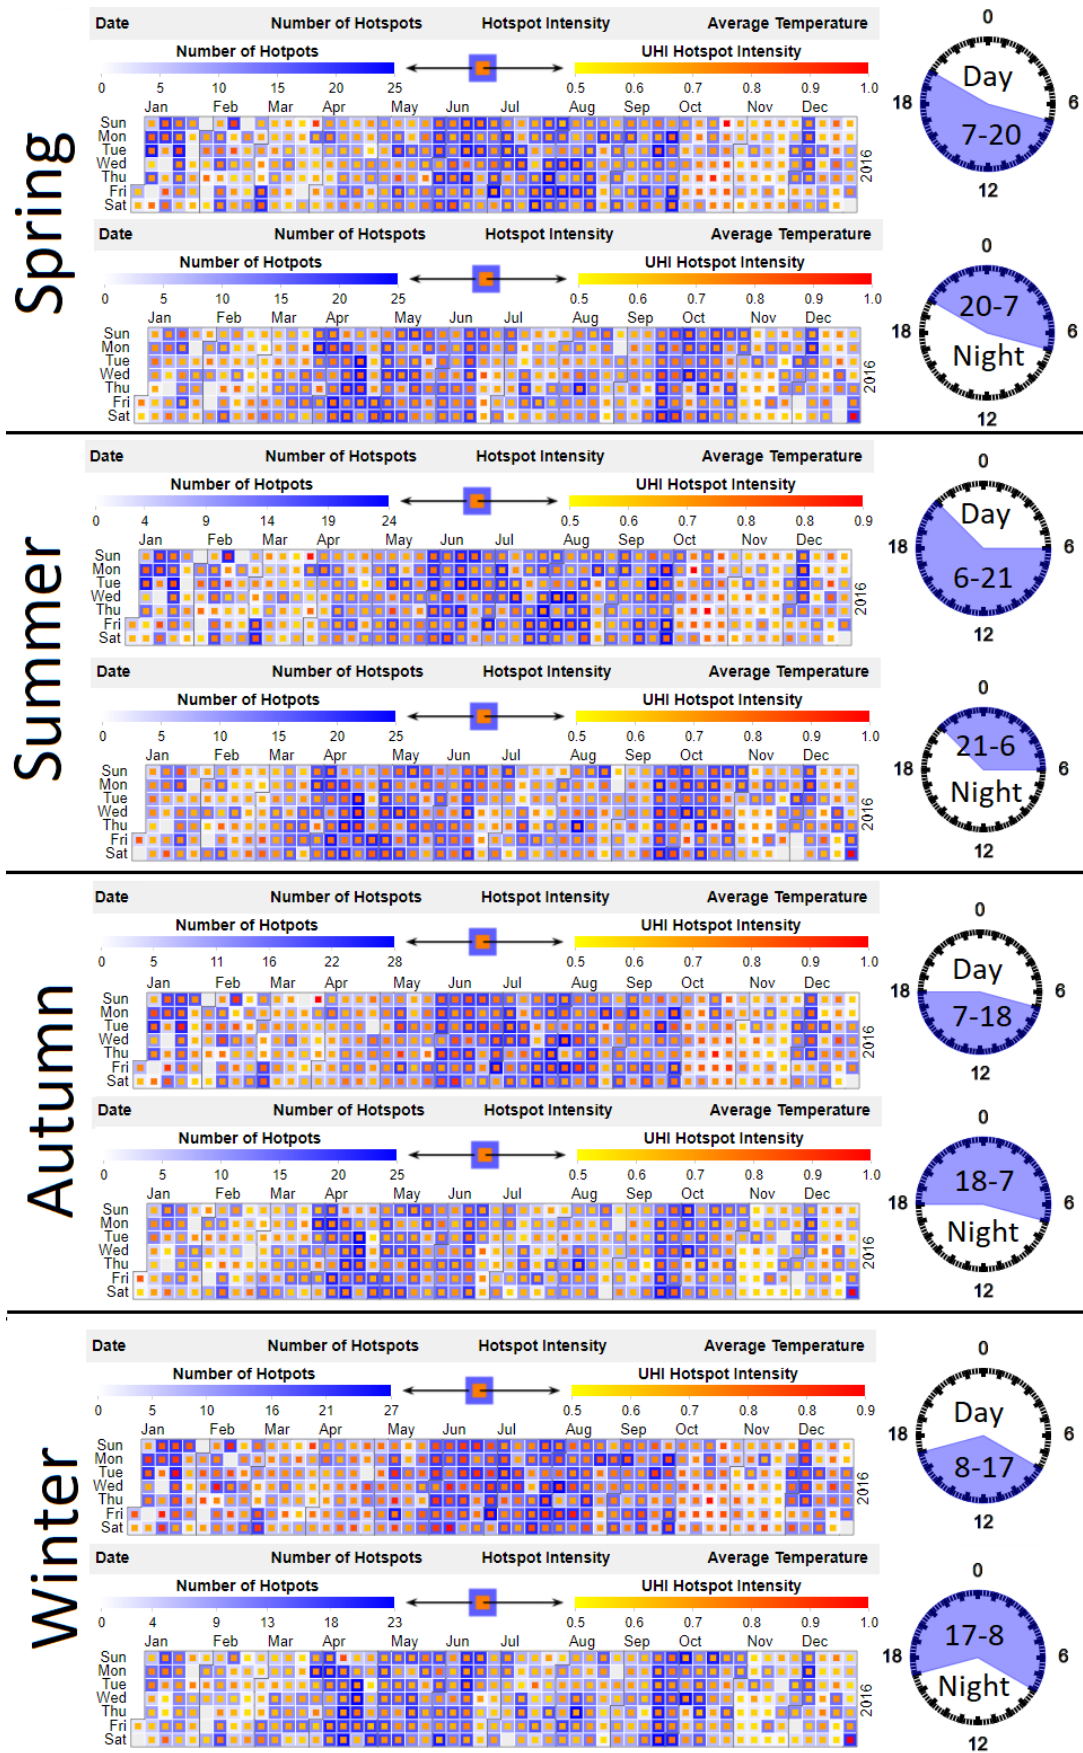 Spring
Date Number of Hotspots Hotspot Intensity Average Temperature
Number of Hotpots UHI Hotspot Intensity
0 5 10 15 20 25 0.5 0.6 0.7 0.8 0.9 1.0
Jan Feb Mar Apr May Jun Jul Aug Sep Oct Nov Dec
Sun
Mon
Tue
Wed
Thu
Fri
Sat
2016
0
Day
18 6
7-20
12
Date Number of Hotspots Hotspot Intensity Average Temperature
Number of Hotpots UHI Hotspot Intensity
0 5 10 15 20 25 0.5 0.6 0.7 0.8 0.9 1.0
Jan Feb Mar Apr May Jun Jul Aug Sep Oct Nov Dec
Sun
Mon
Tue
Wed
Thu
Fri
Sat
2016
0
20-7
18 6
Night
12
Summer
Date Number of Hotspots Hotspot Intensity Average Temperature
Number of Hotpots UHI Hotspot Intensity
0 4 9 14 19 24 0.5 0.6 0.7 0.8 0.9
Jan Feb Mar Apr May Jun Jul Aug Sep Oct Nov Dec
Sun
Mon
Tue
Wed
Thu
Fri
Sat
2016
0
Day
18 6
6-21
12
Date Number of Hotspots Hotspot Intensity Average Temperature
Number of Hotpots UHI Hotspot Intensity
0 5 10 15 20 25 0.5 0.6 0.7 0.8 0.9 1.0
Jan Feb Mar Apr May Jun Jul Aug Sep Oct Nov Dec
Sun
Mon
Tue
Wed
Thu
Fri
Sat
2016
0
21-6
18 6
Night
12
Autumn
Date Number of Hotspots Hotspot Intensity Average Temperature
Number of Hotpots UHI Hotspot Intensity
0 5 11 16 22 28 0.5 0.6 0.7 0.8 0.9 1.0
Jan Feb Mar Apr May Jun Jul Aug Sep Oct Nov Dec
Sun
Mon
Tue
Wed
Thu
Fri
Sat
2016
0
Day
18 6
7-18
12
Date Number of Hotspots Hotspot Intensity Average Temperature
Number of Hotpots UHI Hotspot Intensity
0 5 10 15 20 25 0.5 0.6 0.7 0.8 0.9 1.0
Jan Feb Mar Apr May Jun Jul Aug Sep Oct Nov Dec
Sun
Mon
Tue
Wed
Thu
Fri
Sat
2016
0
18-7
18 6
Night
12
Winter
Date Number of Hotspots Hotspot Intensity Average Temperature
Number of Hotpots UHI Hotspot Intensity
0 5 10 16 21 27 0.5 0.6 0.7 0.8 0.9 0.9
Jan Feb Mar Apr May Jun Jul Aug Sep Oct Nov Dec
Sun
Mon
Tue
Wed
Thu
Fri
Sat
2016
0
Day
18 6
8-17
12
Date Number of Hotspots Hotspot Intensity Average Temperature
Number of Hotpots UHI Hotspot Intensity
0 4 9 13 18 23 0.5 0.6 0.7 0.8 0.9 1.0
Jan Feb Mar Apr May Jun Jul Aug Sep Oct Nov Dec
Sun
Mon
Tue
Wed
Thu
Fri
Sat
2016
0
17-8
18 6
Night
12